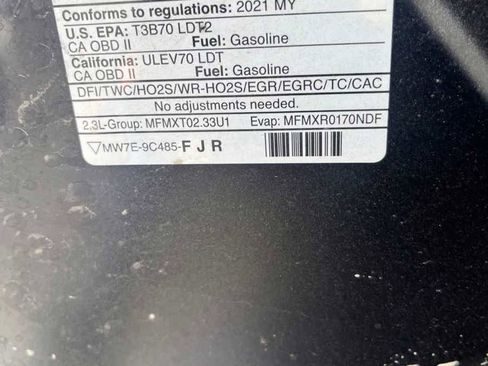 Conforms to regulations: 2021 MY
U.S. EPA: T3B70 LDT2
CA OBD II Fuel: Gasoline
California: ULEV70 LDT
CA OBD II Fuel: Gasoline
DFI/TWC/HO2S/WR-HO2S/EGR/EGRC/TC/CAC
No adjustments needed.
2.3L-Group: MFMXT02.33U1 Evap: MFMXR0170NDF
MW7E-9C485-FJR